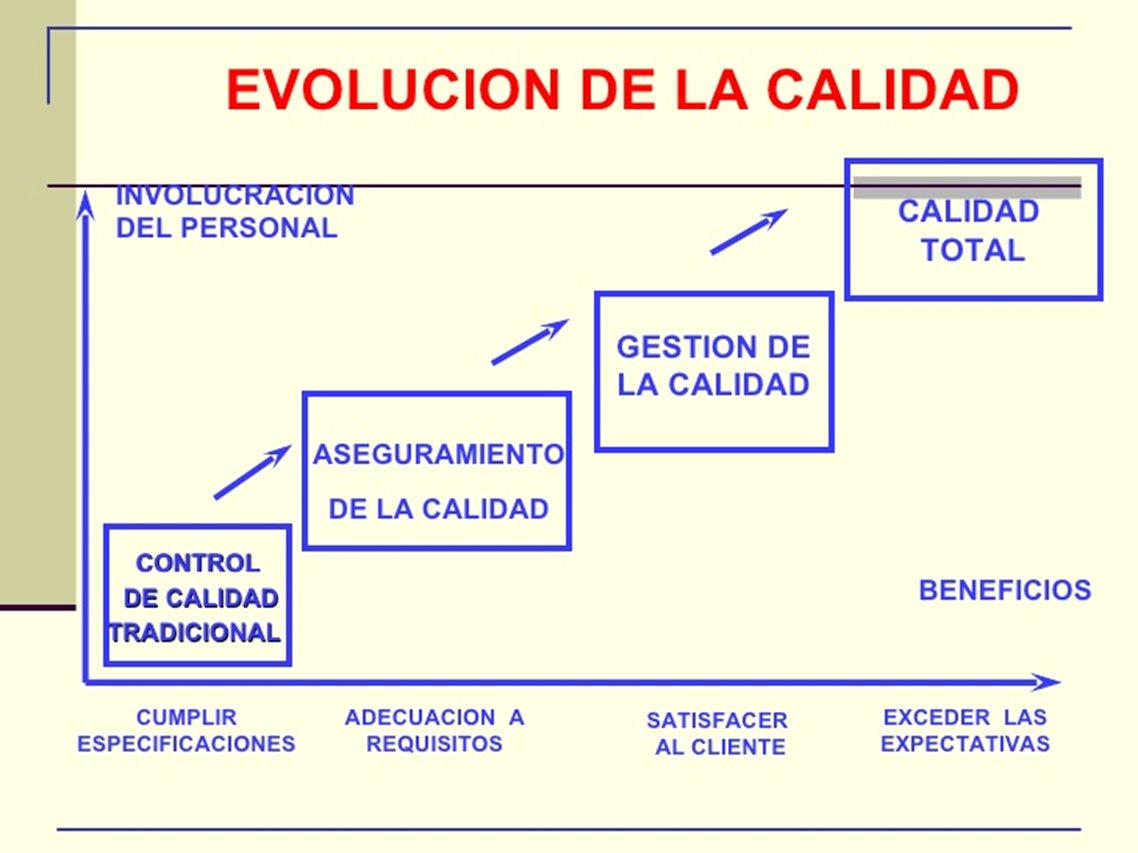 EVOLUCION DE LA CALIDAD
INVOLUCRACION
DEL PERSONAL
CALIDAD
TOTAL
GESTION DE
LA CALIDAD
ASEGURAMIENTO
DE LA CALIDAD
CONTROL
DE CALIDAD
TRADICIONAL
BENEFICIOS
CUMPLIR
ESPECIFICACIONES
ADECUACION A
REQUISITOS
SATISFACER
AL CLIENTE
EXCEDER LAS
EXPECTATIVAS